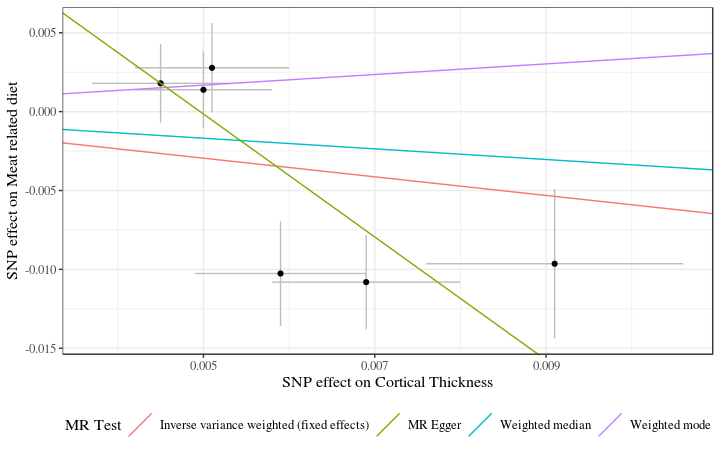 0.005
0.000
-0.005
-0.010
-0.015
SNP effect on Meat related diet
0.005 0.007 0.009
SNP effect on Cortical Thickness
MR Test Inverse variance weighted (fixed effects) MR Egger Weighted median Weighted mode